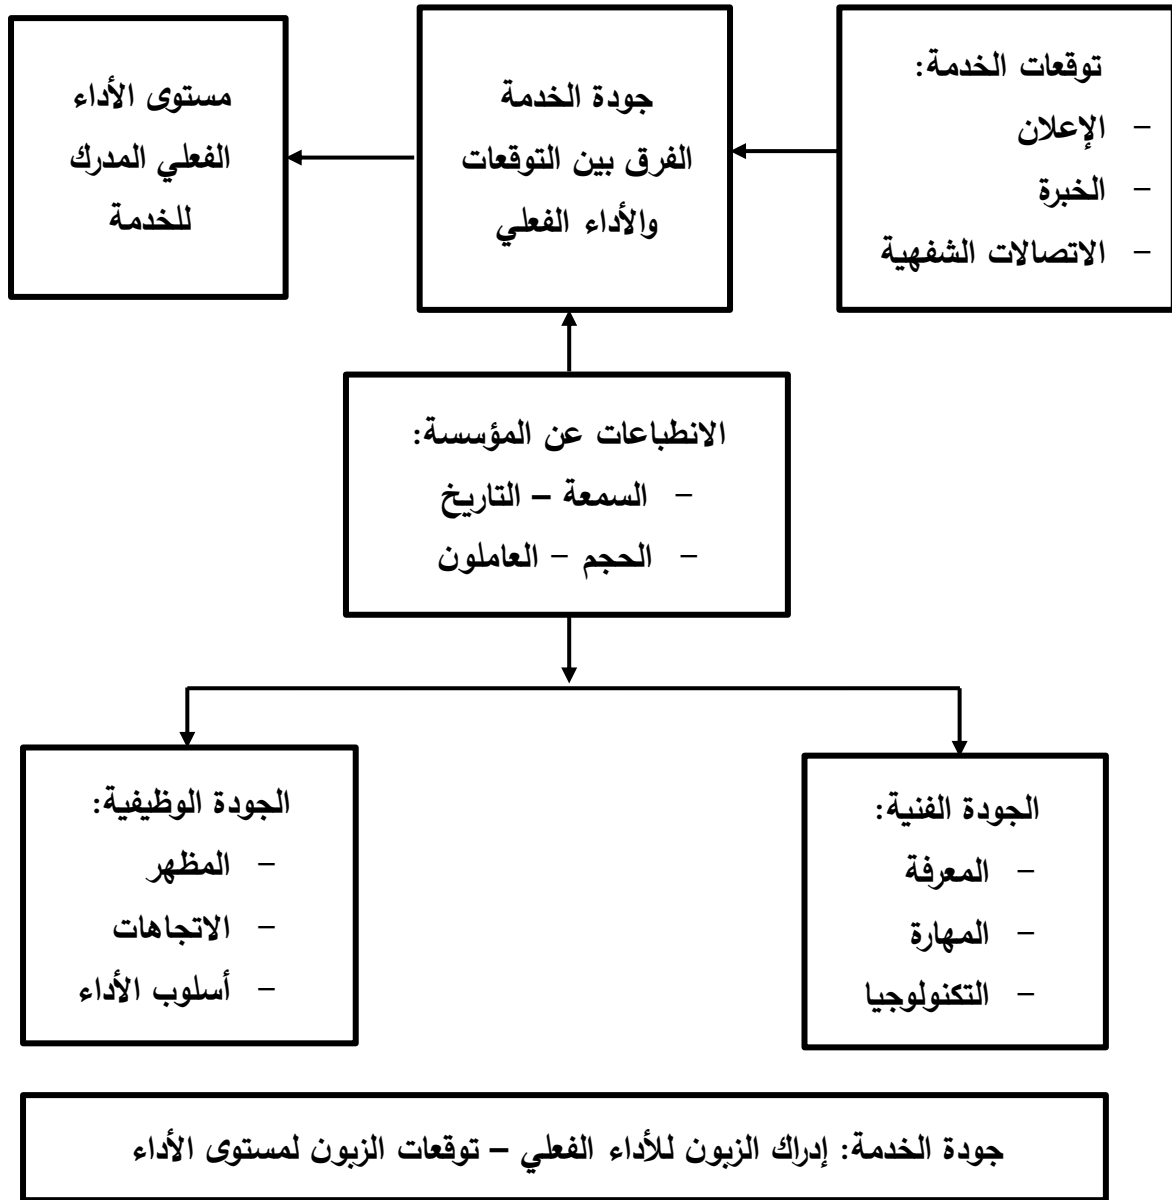 توقعات الخدمة:
- الإعلان
- الخبرة
- الاتصالات الشفهية
جودة الخدمة
الفرق بين التوقعات
والأداء الفعلي
مستوى الأداء
الفعلي المدرك
للخدمة
الانطباعات عن المؤسسة:
- السمعة – التاريخ
- الحجم – العاملون
الجودة الفنية:
- المعرفة
- المهارة
- التكنولوجيا
الجودة الوظيفية:
- المظهر
- الاتجاهات
- أسلوب الأداء
جودة الخدمة: إدراك الزبون للأداء الفعلي – توقعات الزبون لمستوى الأداء